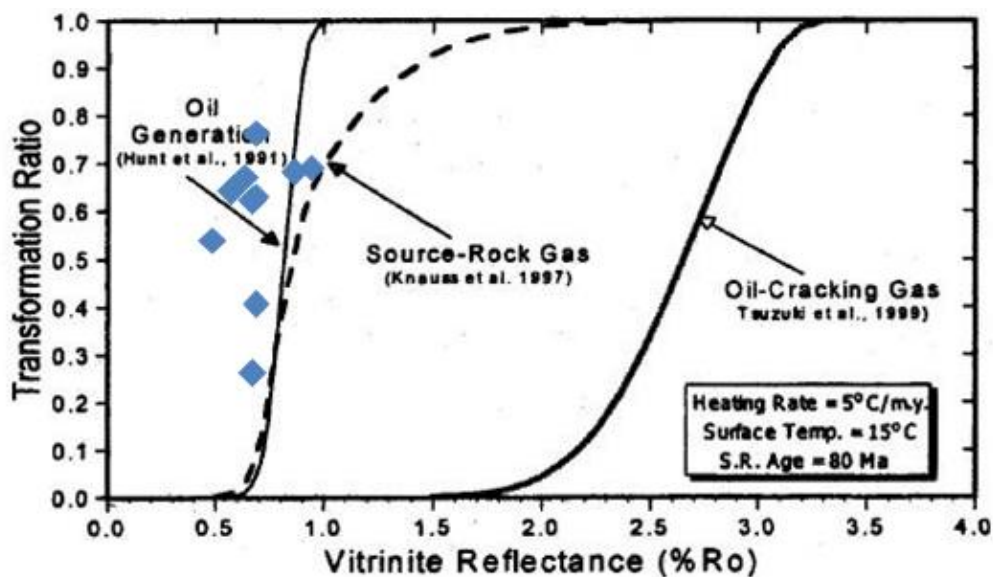 Transformation Ratio
1.0
0.9
0.8
0.7
0.6
0.5
0.4
0.3
0.2
0.1
0.0
Oil
Generation
(Hunt et al., 1991)
Source-Rock Gas
(Knauss et al. 1997)
Oil-Cracking Gas
Tsuzuki et al., 1999)
Heating Rate = 5°C/m.y.
Surface Temp. = 15°C
S.R. Age = 80 Ma
0.0 0.5 1.0 1.5 2.0 2.5 3.0 3.5 4.0
Vitrinite Reflectance (%Ro)